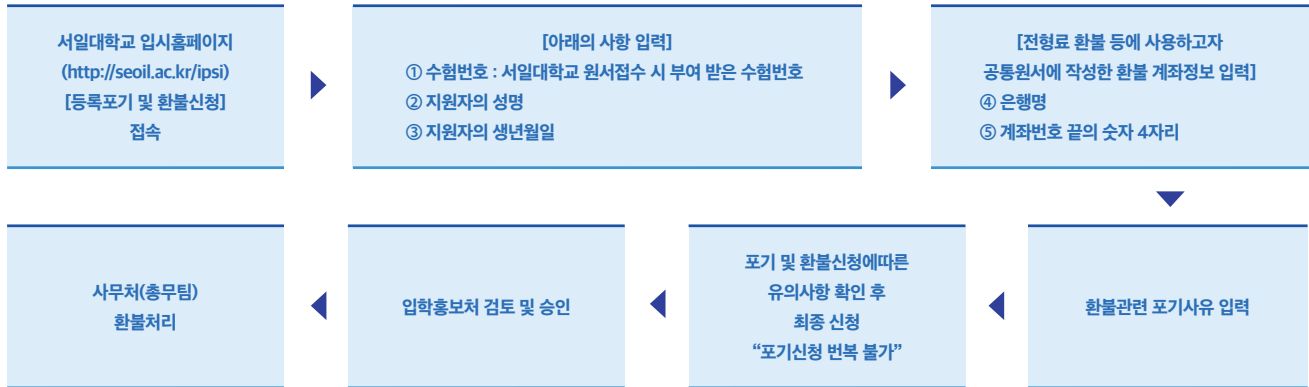 서일대학교 입시홈페이지
(http://seoil.ac.kr/ipsi)
[등록포기 및 환불신청]
접속
[아래의 사항 입력]
① 수험번호 : 서일대학교 원서접수 시 부여 받은 수험번호
② 지원자의 성명
③ 지원자의 생년월일
[전형료 환불 등에 사용하고자
공통원서에 작성한 환불 계좌정보 입력]
④ 은행명
⑤ 계좌번호 끝의 숫자 4자리
환불관련 포기사유 입력
포기 및 환불신청에따른
유의사항 확인 후
최종 신청
“포기신청 번복 불가”
입학홍보처 검토 및 승인
사무처(총무팀)
환불처리